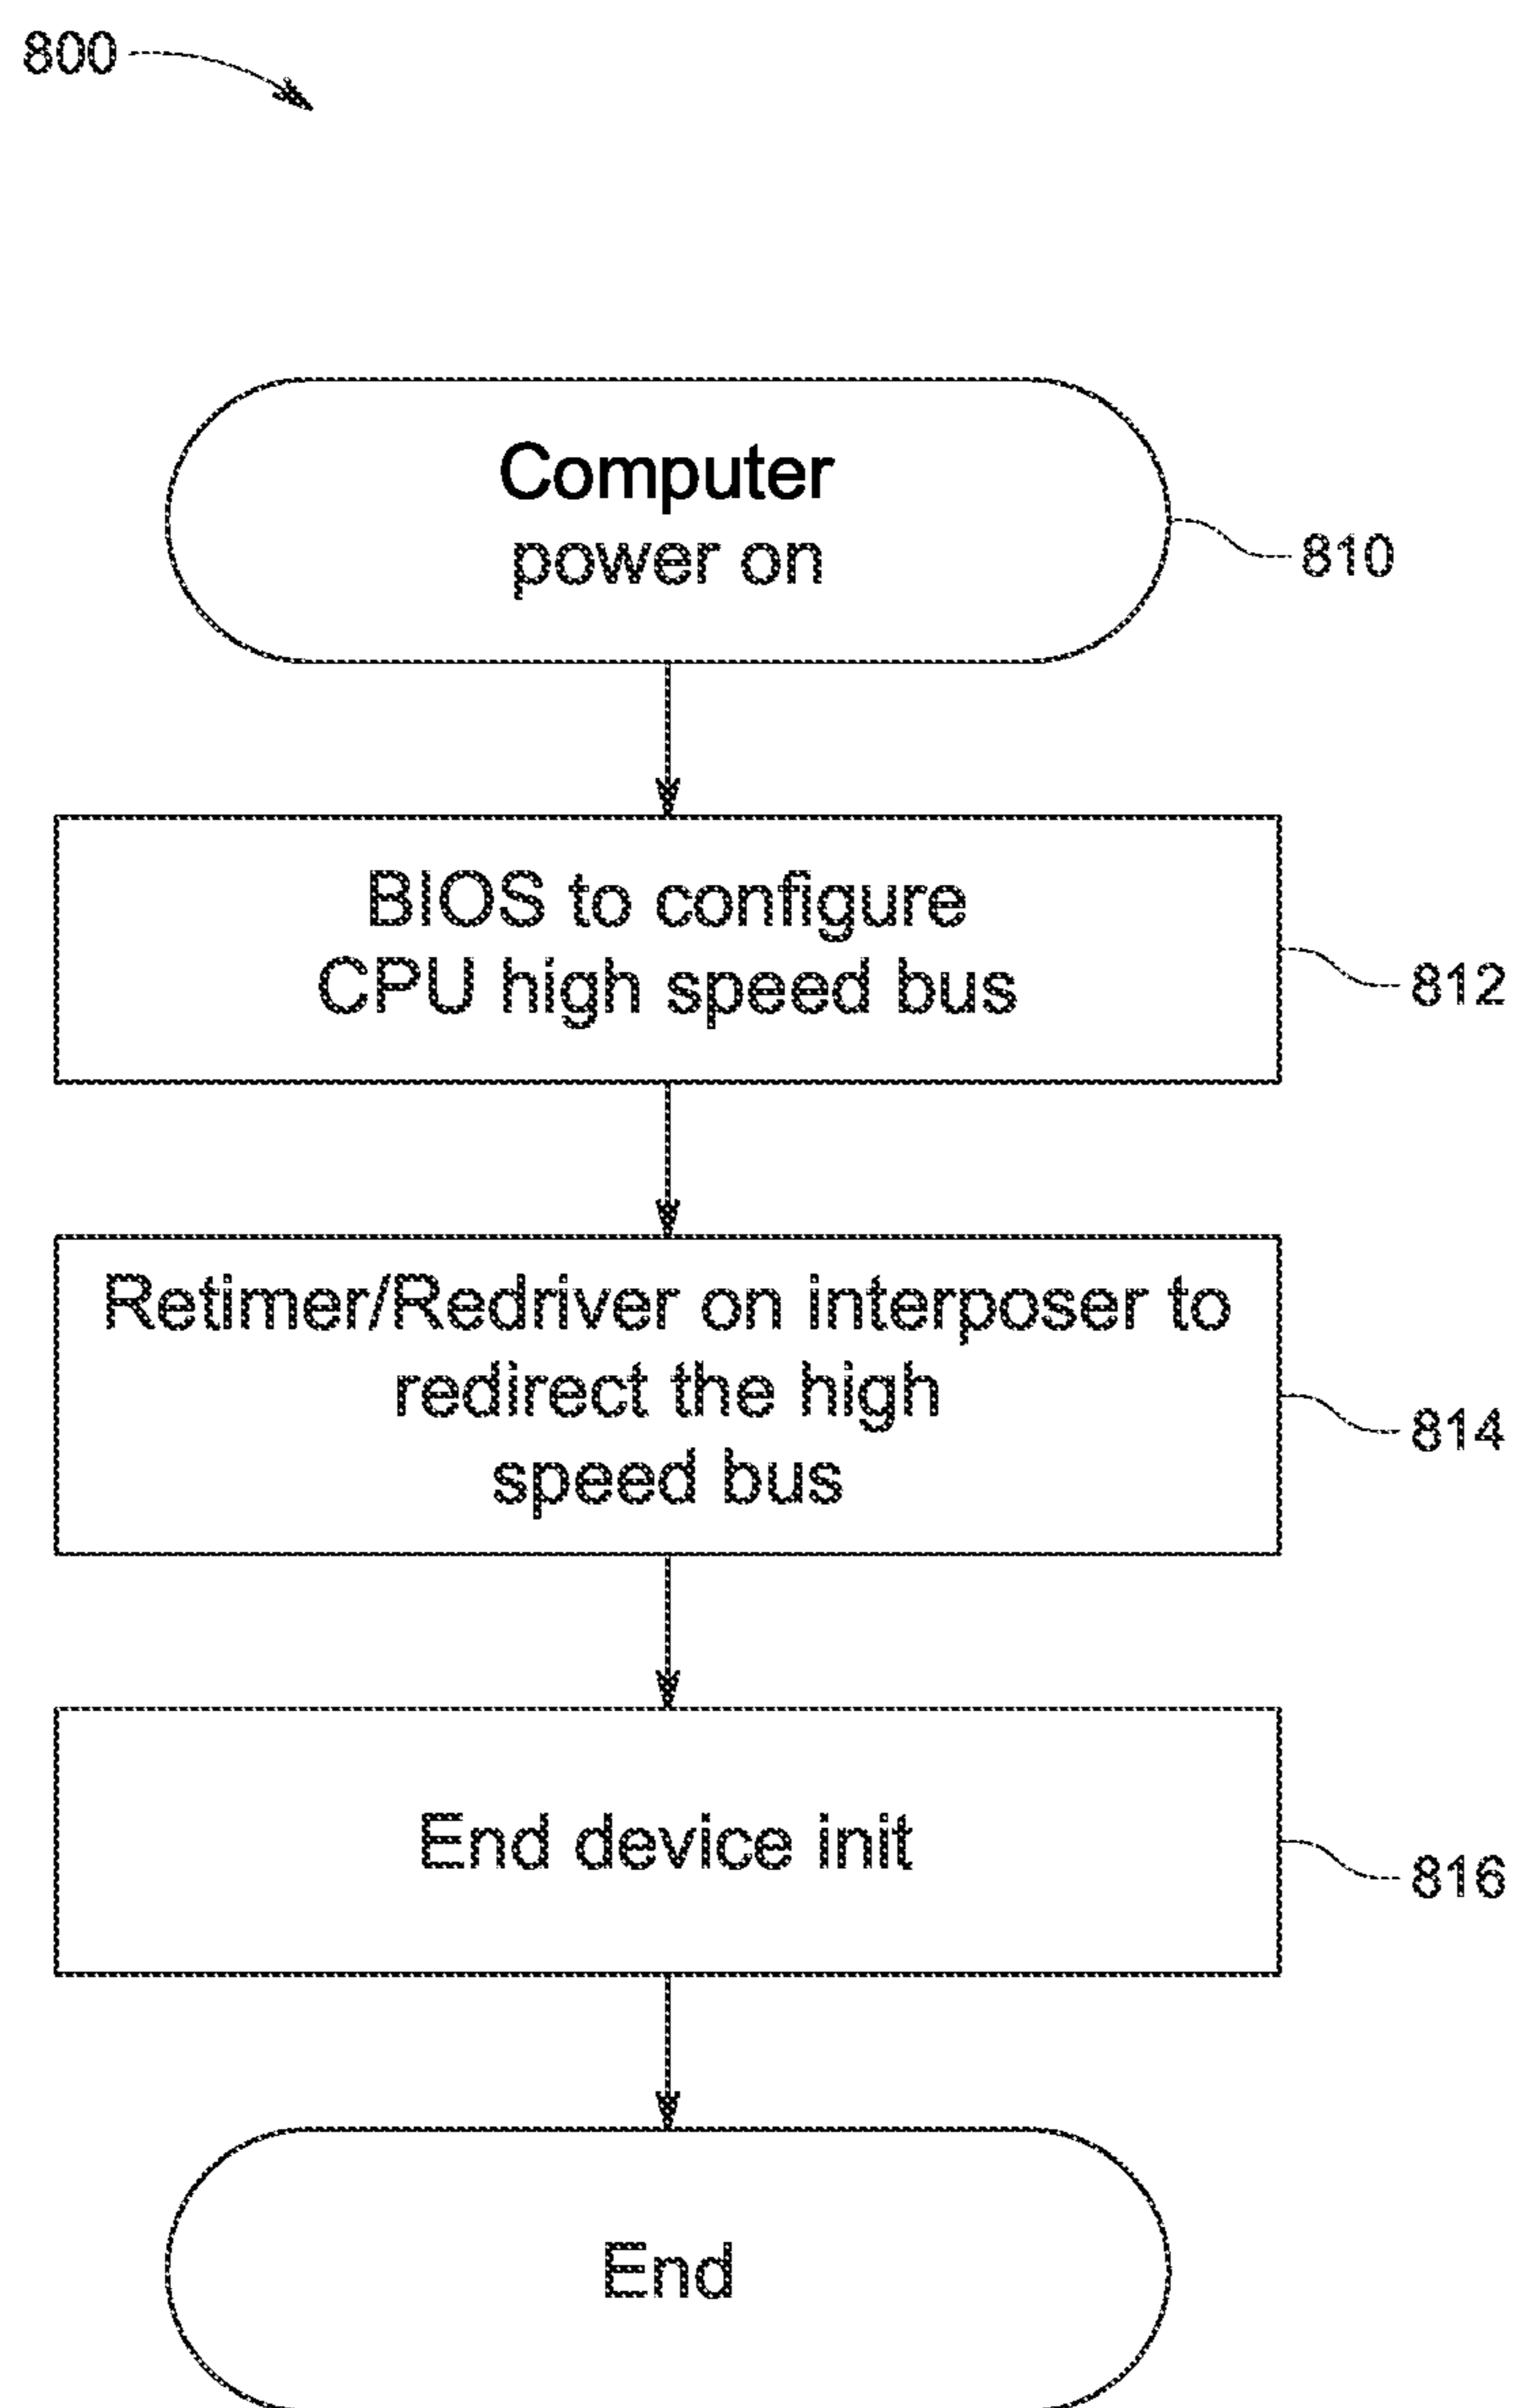 800
Computer
power on
810
BIOS to configure
CPU high speed bus
812
Retimer/Redriver on interposer to
redirect the high
speed bus
814
End device init
816
End